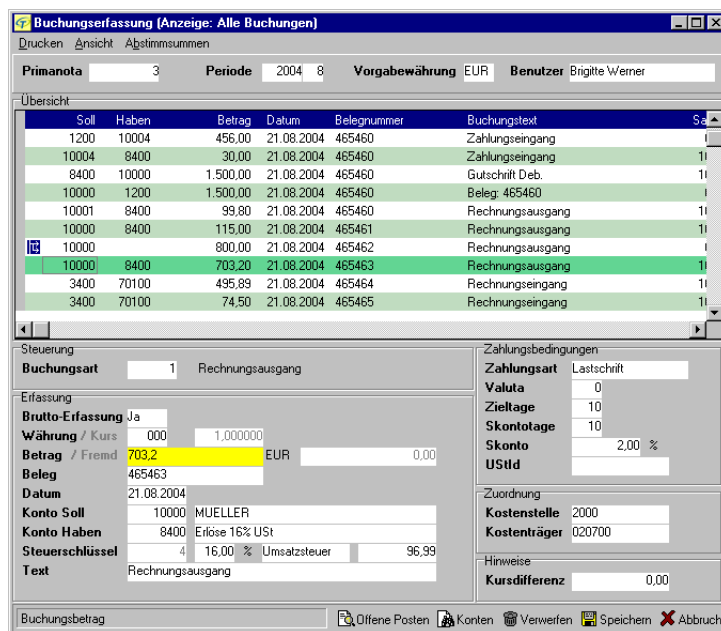 Buchungserfassung (Anzeige: Alle Buchungen)
Drucken Ansicht Abstimmsummen
Primanota 3 Periode 2004 8 Vorgabewährung EUR Benutzer Brigitte Werner
Übersicht
Soll Haben Betrag Datum Belegnummer Buchungstext Sa
1200 10004 456,00 21.08.2004 465460 Zahlungseingang
10004 8400 30,00 21.08.2004 465460 Zahlungseingang 1
8400 10000 1.500,00 21.08.2004 465460 Gutschrift Deb. 1
10000 1200 1.500,00 21.08.2004 465460 Beleg: 465460
10001 8400 99,80 21.08.2004 465460 Rechnungsausgang 1
10000 8400 115,00 21.08.2004 465461 Rechnungsausgang 1
10000 800,00 21.08.2004 465462 Rechnungsausgang
10000 8400 703,20 21.08.2004 465463 Rechnungsausgang 1
3400 70100 495,89 21.08.2004 465464 Rechnungseingang 1
3400 70100 74,50 21.08.2004 465465 Rechnungseingang 1
Steuerung
Buchungsart 1 Rechnungsausgang
Erfassung
Brutto-Erfassung Ja
Währung / Kurs 000 1,000000
Betrag / Fremd 703,2 EUR 0,00
Beleg 465463
Datum 21.08.2004
Konto Soll 10000 MUELLER
Konto Haben 8400 Erlöse 16% USt
Steuerschlüssel 4 16,00 % Umsatzsteuer 96,99
Text Rechnungsausgang
Zahlungsbedingungen
Zahlungsart Lastschrift
Valuta 0
Zieltage 10
Skontotage 10
Skonto 2,00 %
UStId
Zuordnung
Kostenstelle 2000
Kostenträger 020700
Hinweise
Kursdifferenz 0,00
Buchungsbetrag Offene Posten Konten Verwerfen Speichern Abbruch